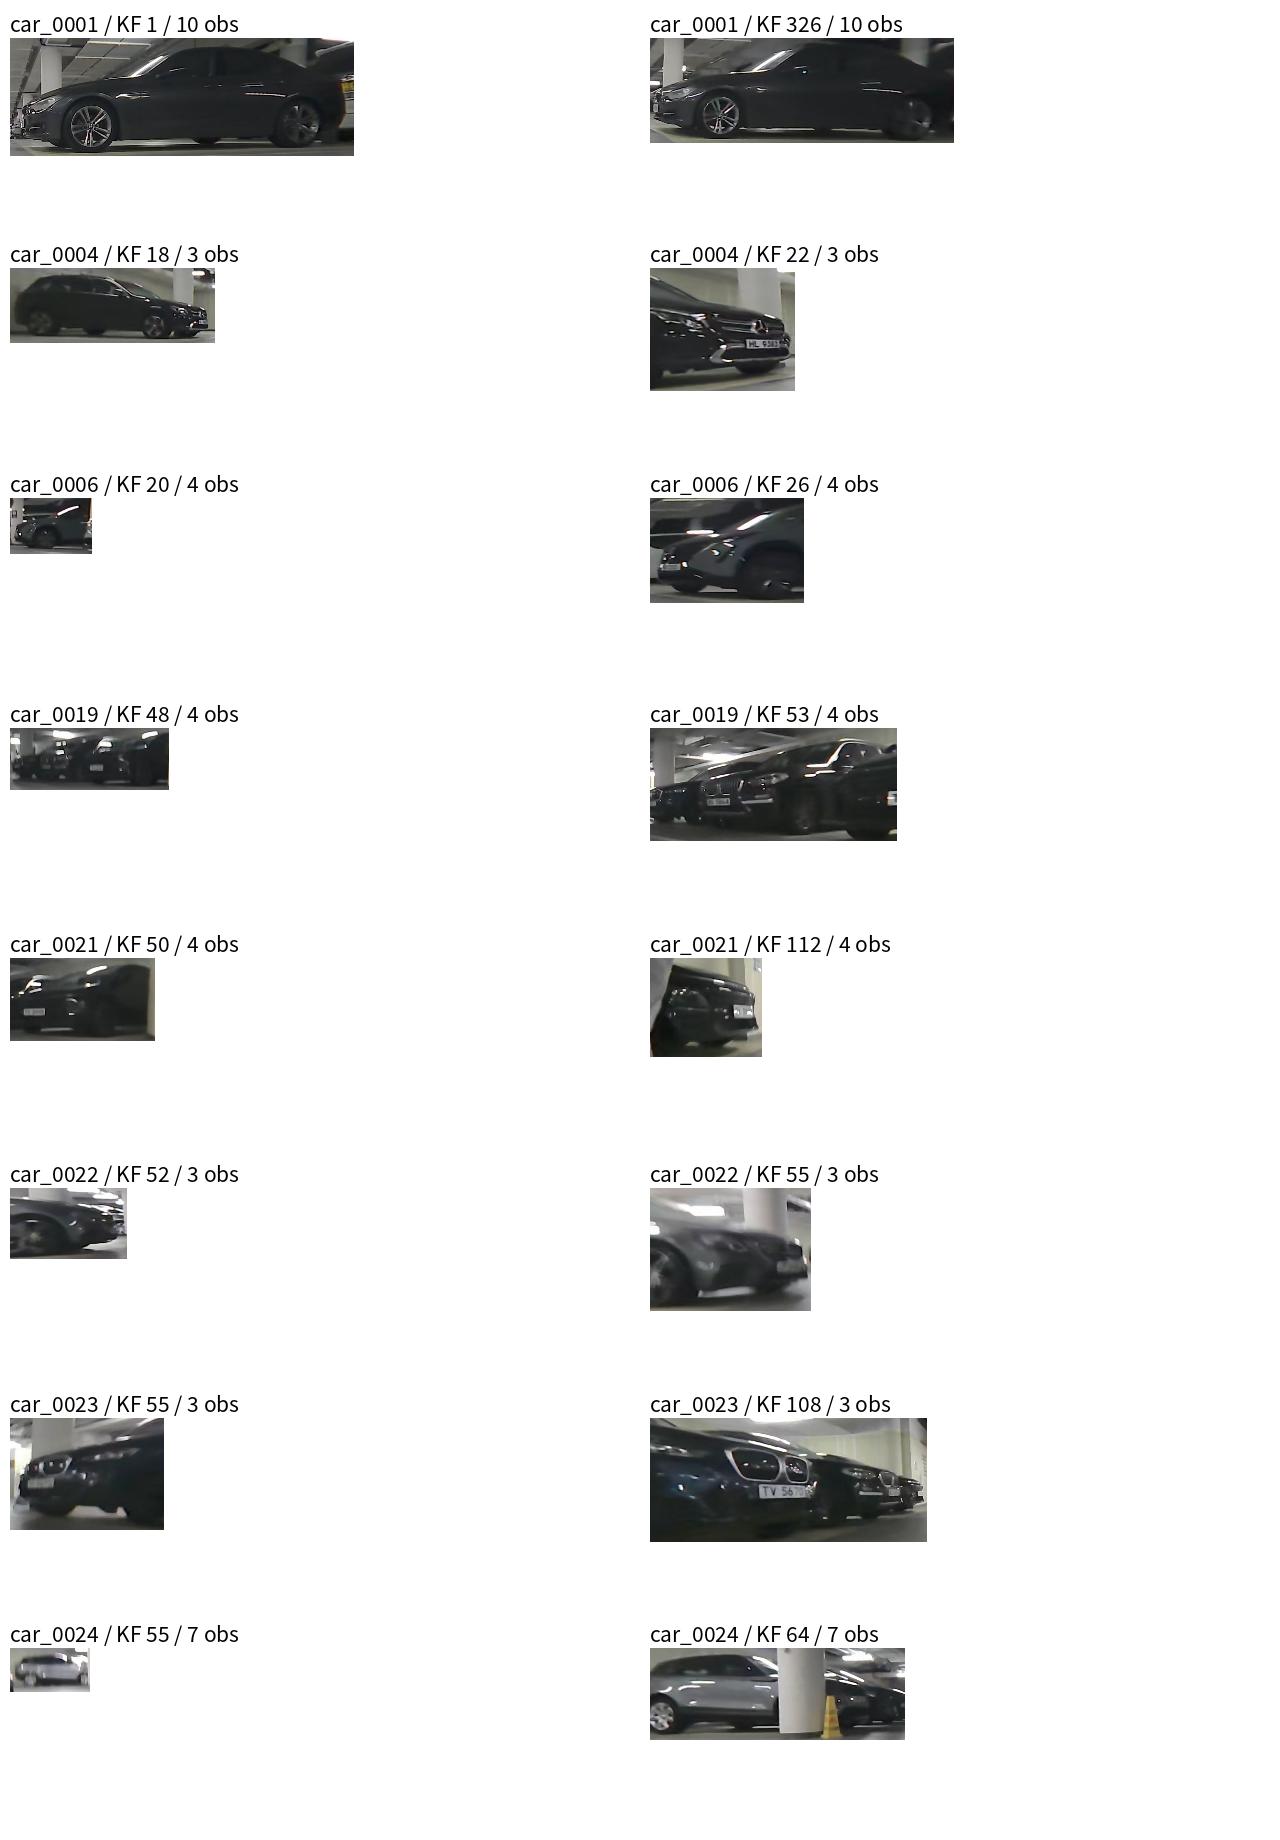 car_0001 / KF 1 / 10 obs
car_0001 / KF 326 / 10 obs
car_0004 / KF 18 / 3 obs
car_0004 / KF 22 / 3 obs
HL 9383
car_0006 / KF 20 / 4 obs
car_0006 / KF 26 / 4 obs
car_0019 / KF 48 / 4 obs
car_0019 / KF 53 / 4 obs
car_0021 / KF 50 / 4 obs
car_0021 / KF 112 / 4 obs
car_0022 / KF 52 / 3 obs
car_0022 / KF 55 / 3 obs
car_0023 / KF 55 / 3 obs
car_0023 / KF 108 / 3 obs
TV
car_0024 / KF 55 / 7 obs
car_0024 / KF 64 / 7 obs